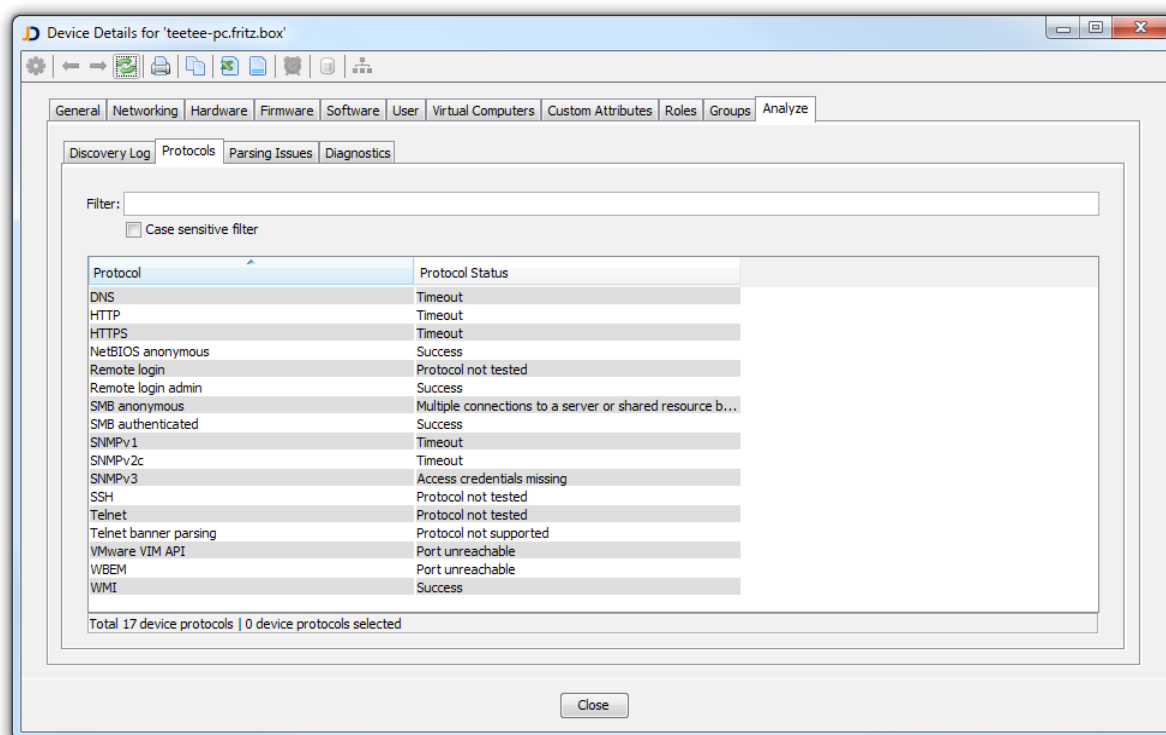 Device Details for 'teetee-pc.fritz.box'
General Networking Hardware Firmware Software User Virtual Computers Custom Attributes Roles Groups Analyze
Discovery Log Protocols Parsing Issues Diagnostics
Filter:
Case sensitive filter
Protocol Protocol Status
DNS Timeout
HTTP Timeout
HTTPS Timeout
NetBIOS anonymous Success
Remote login Protocol not tested
Remote login admin Success
SMB anonymous Multiple connections to a server or shared resource b...
SMB authenticated Success
SNMPv1 Timeout
SNMPv2c Timeout
SNMPv3 Access credentials missing
SSH Protocol not tested
Telnet Protocol not tested
Telnet banner parsing Protocol not supported
VMware VIM API Port unreachable
WBEM Port unreachable
WMI Success
Total 17 device protocols | 0 device protocols selected
Close